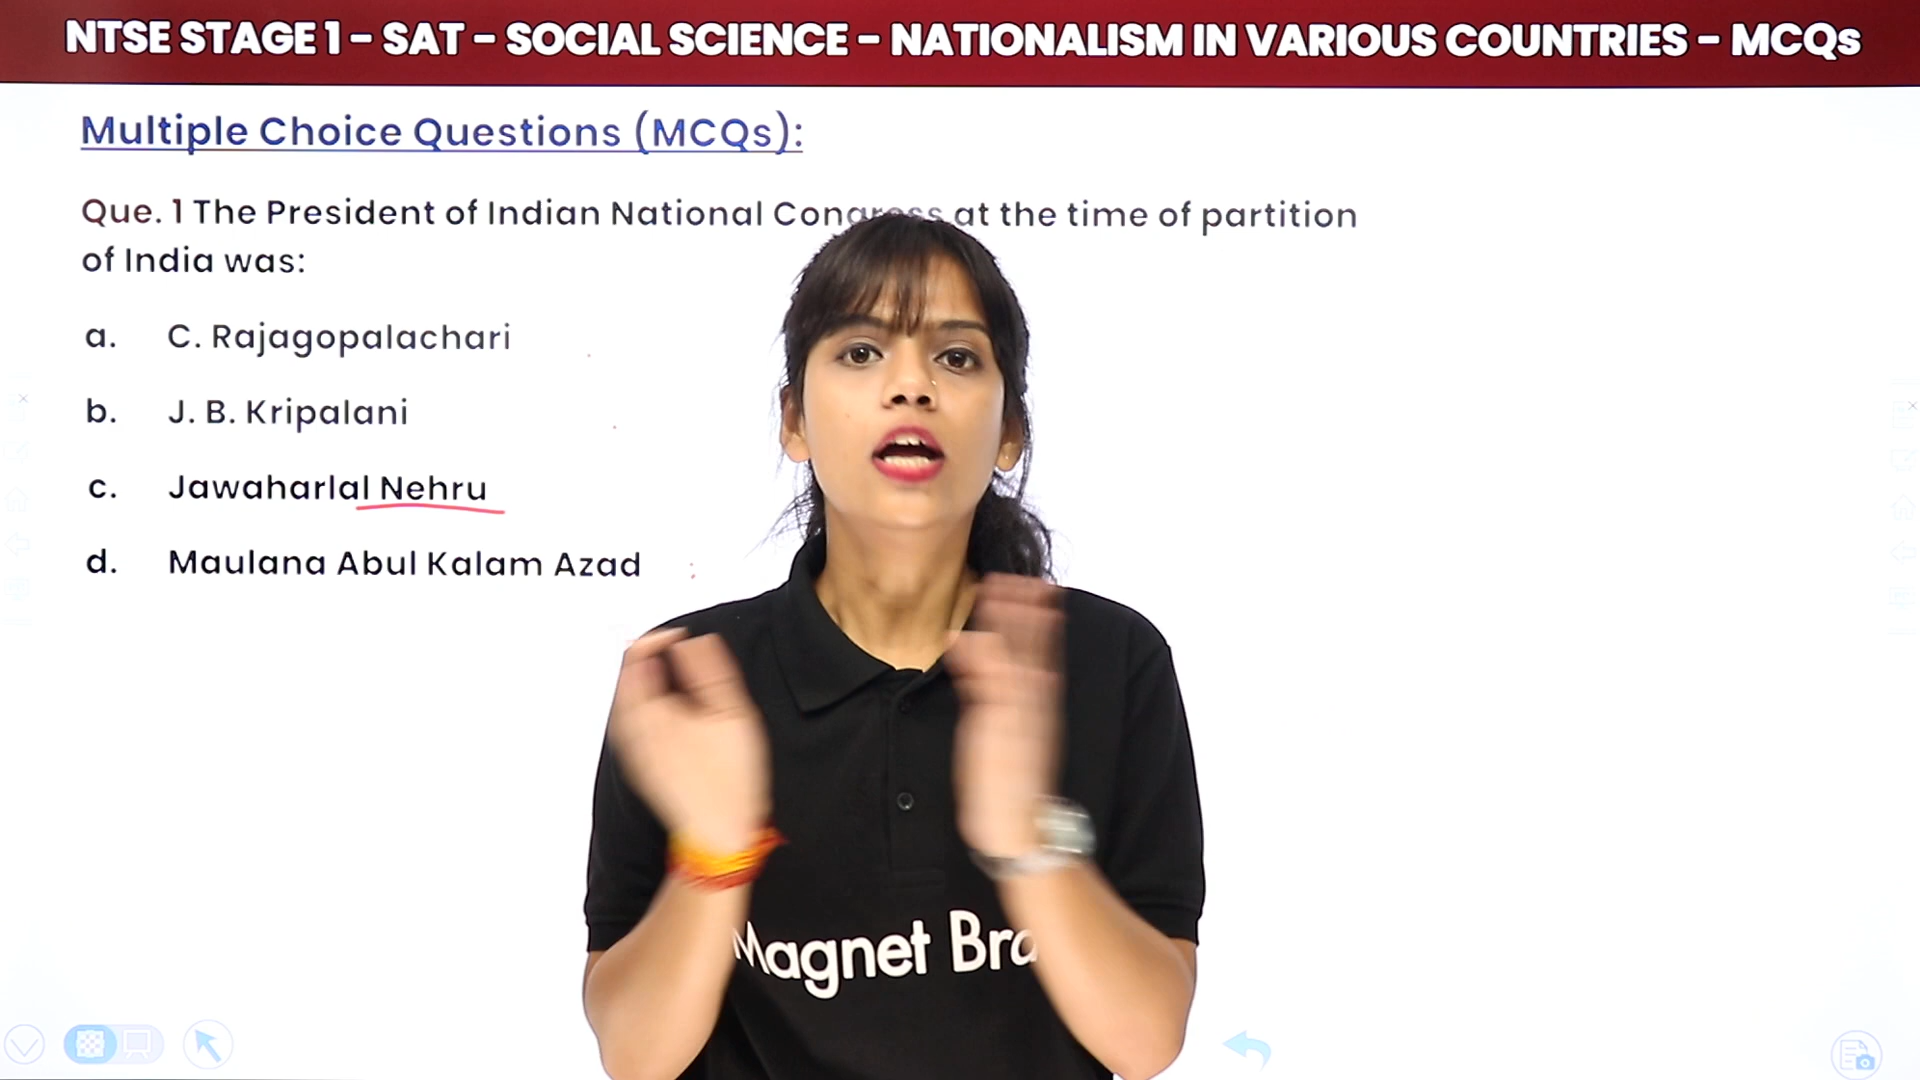 NTSE STAGE 1 – SAT – SOCIAL SCIENCE – NATIONALISM IN VARIOUS COUNTRIES – MCQs
Multiple Choice Questions (MCQs):
Que. 1 The President of Indian National Congress at the time of partition
of India was:
a. C. Rajagopalachari
b. J. B. Kripalani
c. Jawaharlal Nehru
d. Maulana Abul Kalam Azad
Magnet Bra